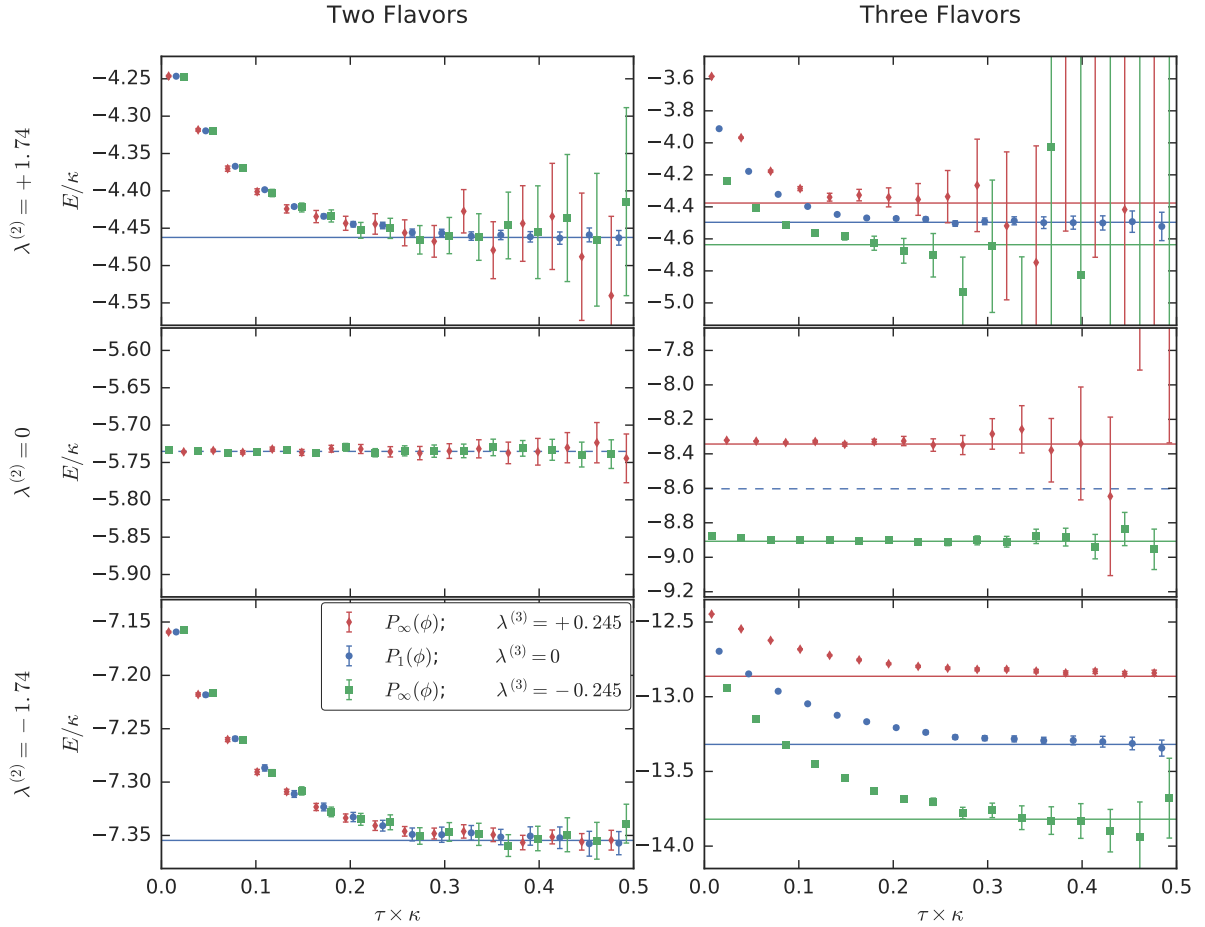 Two Flavors
Three Flavors
λ(2) = +1.74
E/κ
−4.25
−4.30
−4.35
−4.40
−4.45
−4.50
−4.55
−3.6
−3.8
−4.0
−4.2
−4.4
−4.6
−4.8
−5.0
λ(2) = 0
E/κ
−5.60
−5.65
−5.70
−5.75
−5.80
−5.85
−5.90
−7.8
−8.0
−8.2
−8.4
−8.6
−8.8
−9.0
−9.2
λ(2) = −1.74
E/κ
−7.15
−7.20
−7.25
−7.30
−7.35
P∞(ϕ); λ(3) = +0.245
P1(ϕ); λ(3) = 0
P∞(ϕ); λ(3) = −0.245
−12.5
−13.0
−13.5
−14.0
0.0 0.1 0.2 0.3 0.4 0.5
τ × κ
0.0 0.1 0.2 0.3 0.4 0.5
τ × κ